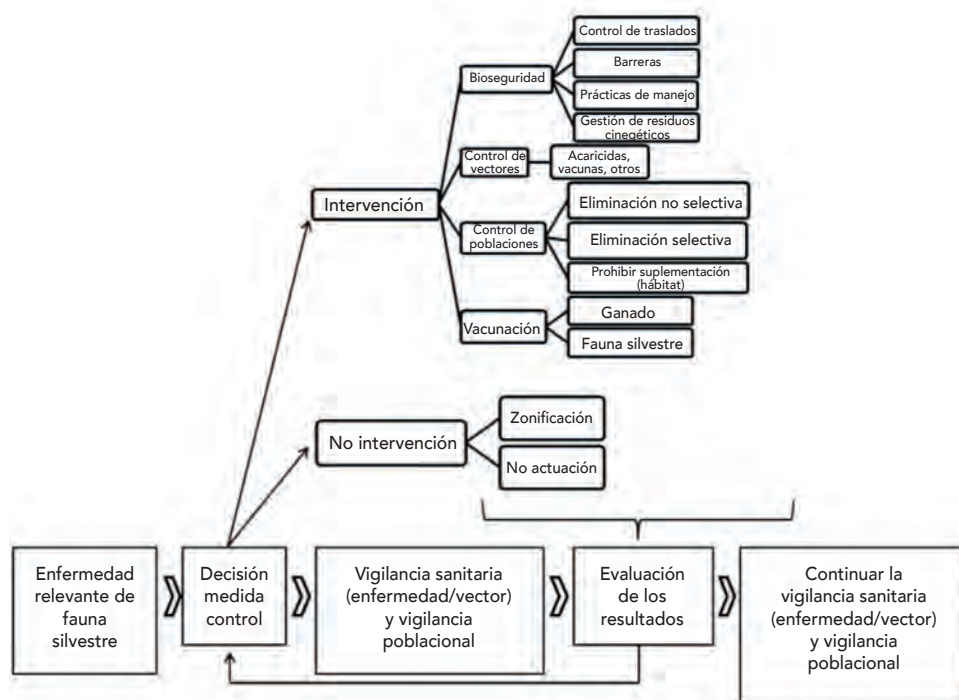 Control de traslados
Barreras
Bioseguridad
Prácticas de manejo
Gestión de residuos
cinegéticos
Control de
vectores
Acaricidas,
vacunas, otros
Intervención
Eliminación no selectiva
Control de
poblaciones
Eliminación selectiva
Prohibir suplementación
(hábitat)
Vacunación
Ganado
Fauna silvestre
No intervención
Zonificación
No actuación
Enfermedad
relevante de
fauna
silvestre
Decisión
medida
control
Vigilancia sanitaria
(enfermedad/vector)
y vigilancia
poblacional
Evaluación
de los
resultados
Continuar la
vigilancia sanitaria
(enfermedad/vector)
y vigilancia
poblacional